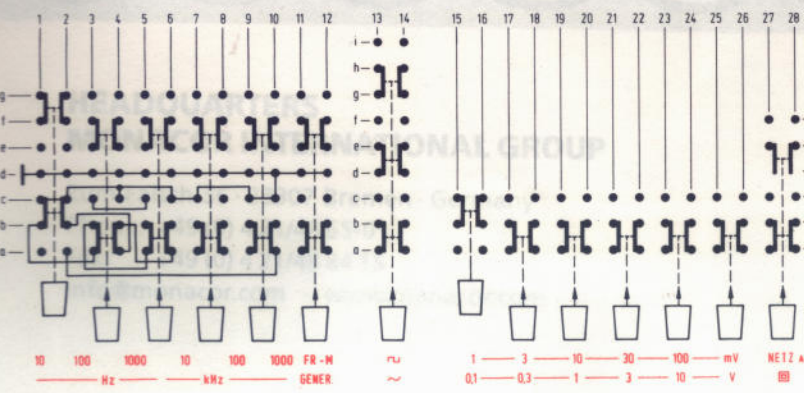 1 2 3 4 5 6 7 8 9 10 11 12 13 14 15 16 17 18 19 20 21 22 23 24 25 26 27 28
i
h
g g
f f
e
d d
c
b
a a
HEADQUARTERS
MONACOR INTERNATIONAL GROUP
Bremen Germany
10 100 1000 10 100 1000 FR-M ⊓⊔ 1 3 10 30 100 mV NETZ
Hz kHz GENER. ~ 0,1 0,3 1 3 10 V